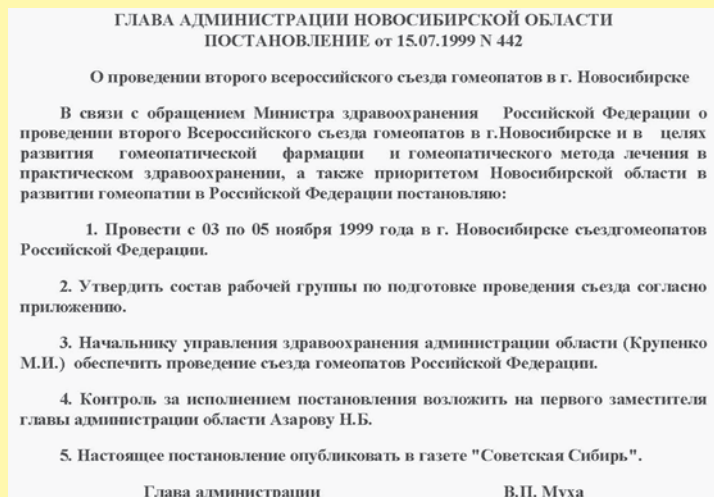 ГЛАВА АДМИНИСТРАЦИИ НОВОСИБИРСКОЙ ОБЛАСТИ
ПОСТАНОВЛЕНИЕ от 15.07.1999 N 442
О проведении второго всероссийского съезда гомеопатов в г. Новосибирске
В связи с обращением Министра здравоохранения Российской Федерации о
проведении второго Всероссийского съезда гомеопатов в г.Новосибирске и в целях
развития гомеопатической фармации и гомеопатического метода лечения в
практическом здравоохранении, а также приоритетом Новосибирской области в
развитии гомеопатии в Российской Федерации постановляю:
1. Провести с 03 по 05 ноября 1999 года в г. Новосибирске съездгомеопатов
Российской Федерации.
2. Утвердить состав рабочей группы по подготовке проведения съезда согласно
приложению.
3. Начальнику управления здравоохранения администрации области (Крупенко
М.И.) обеспечить проведение съезда гомеопатов Российской Федерации.
4. Контроль за исполнением постановления возложить на первого заместителя
главы администрации области Азарову Н.Б.
5. Настоящее постановление опубликовать в газете "Советская Сибирь".
Глава администрации В.П. Муха